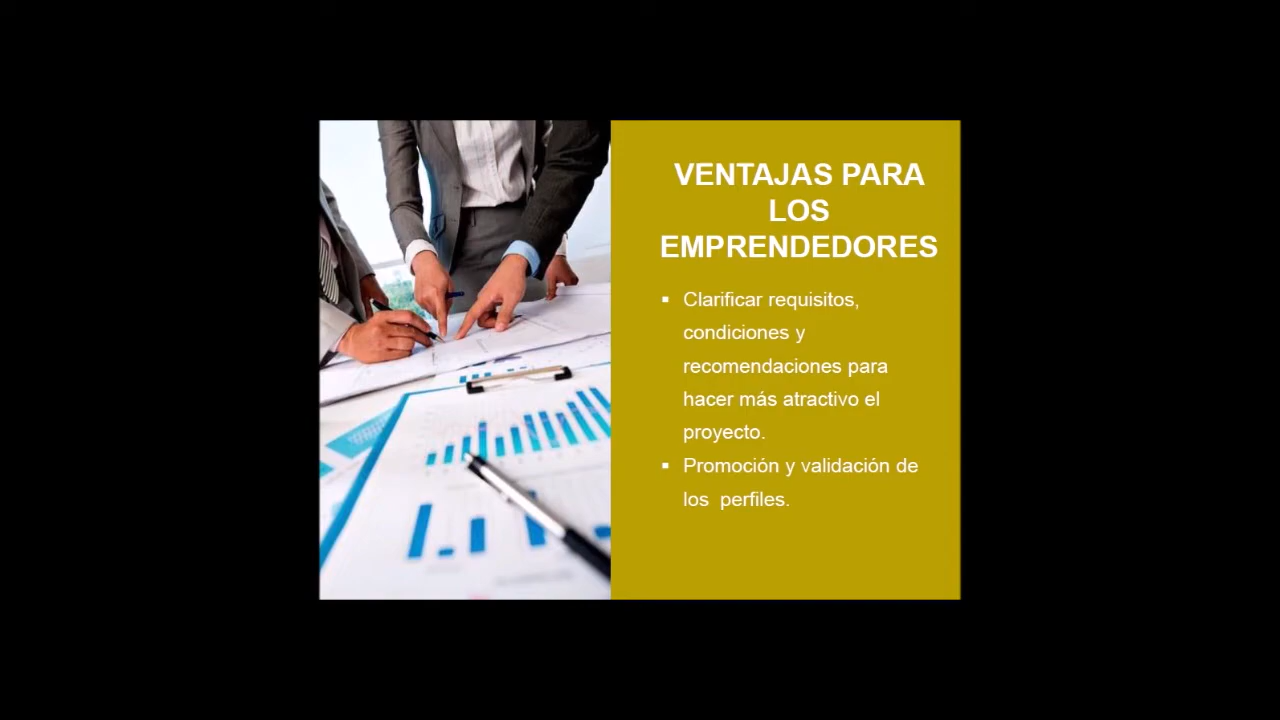 VENTAJAS PARA
LOS
EMPRENDEDORES
▪ Clarificar requisitos,
condiciones y
recomendaciones para
hacer más atractivo el
proyecto.
▪ Promoción y validación de
los perfiles.